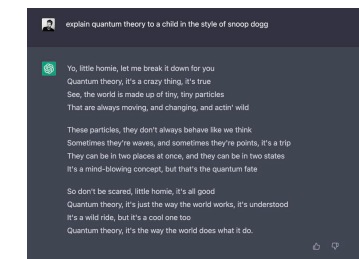 explain quantum theory to a child in the style of snoop dogg
Yo, little homie, let me break it down for you
Quantum theory, it's a crazy thing, it's true
See, the world is made up of tiny, tiny particles
That are always moving, and changing, and actin' wild
These particles, they don't always behave like we think
Sometimes they're waves, and sometimes they're points, it's a trip
They can be in two places at once, and they can be in two states
It's a mind-blowing concept, but that's the quantum fate
So don't be scared, little homie, it's all good
Quantum theory, it's just the way the world works, it's understood
It's a wild ride, but it's a cool one too
Quantum theory, it's the way the world does what it do.